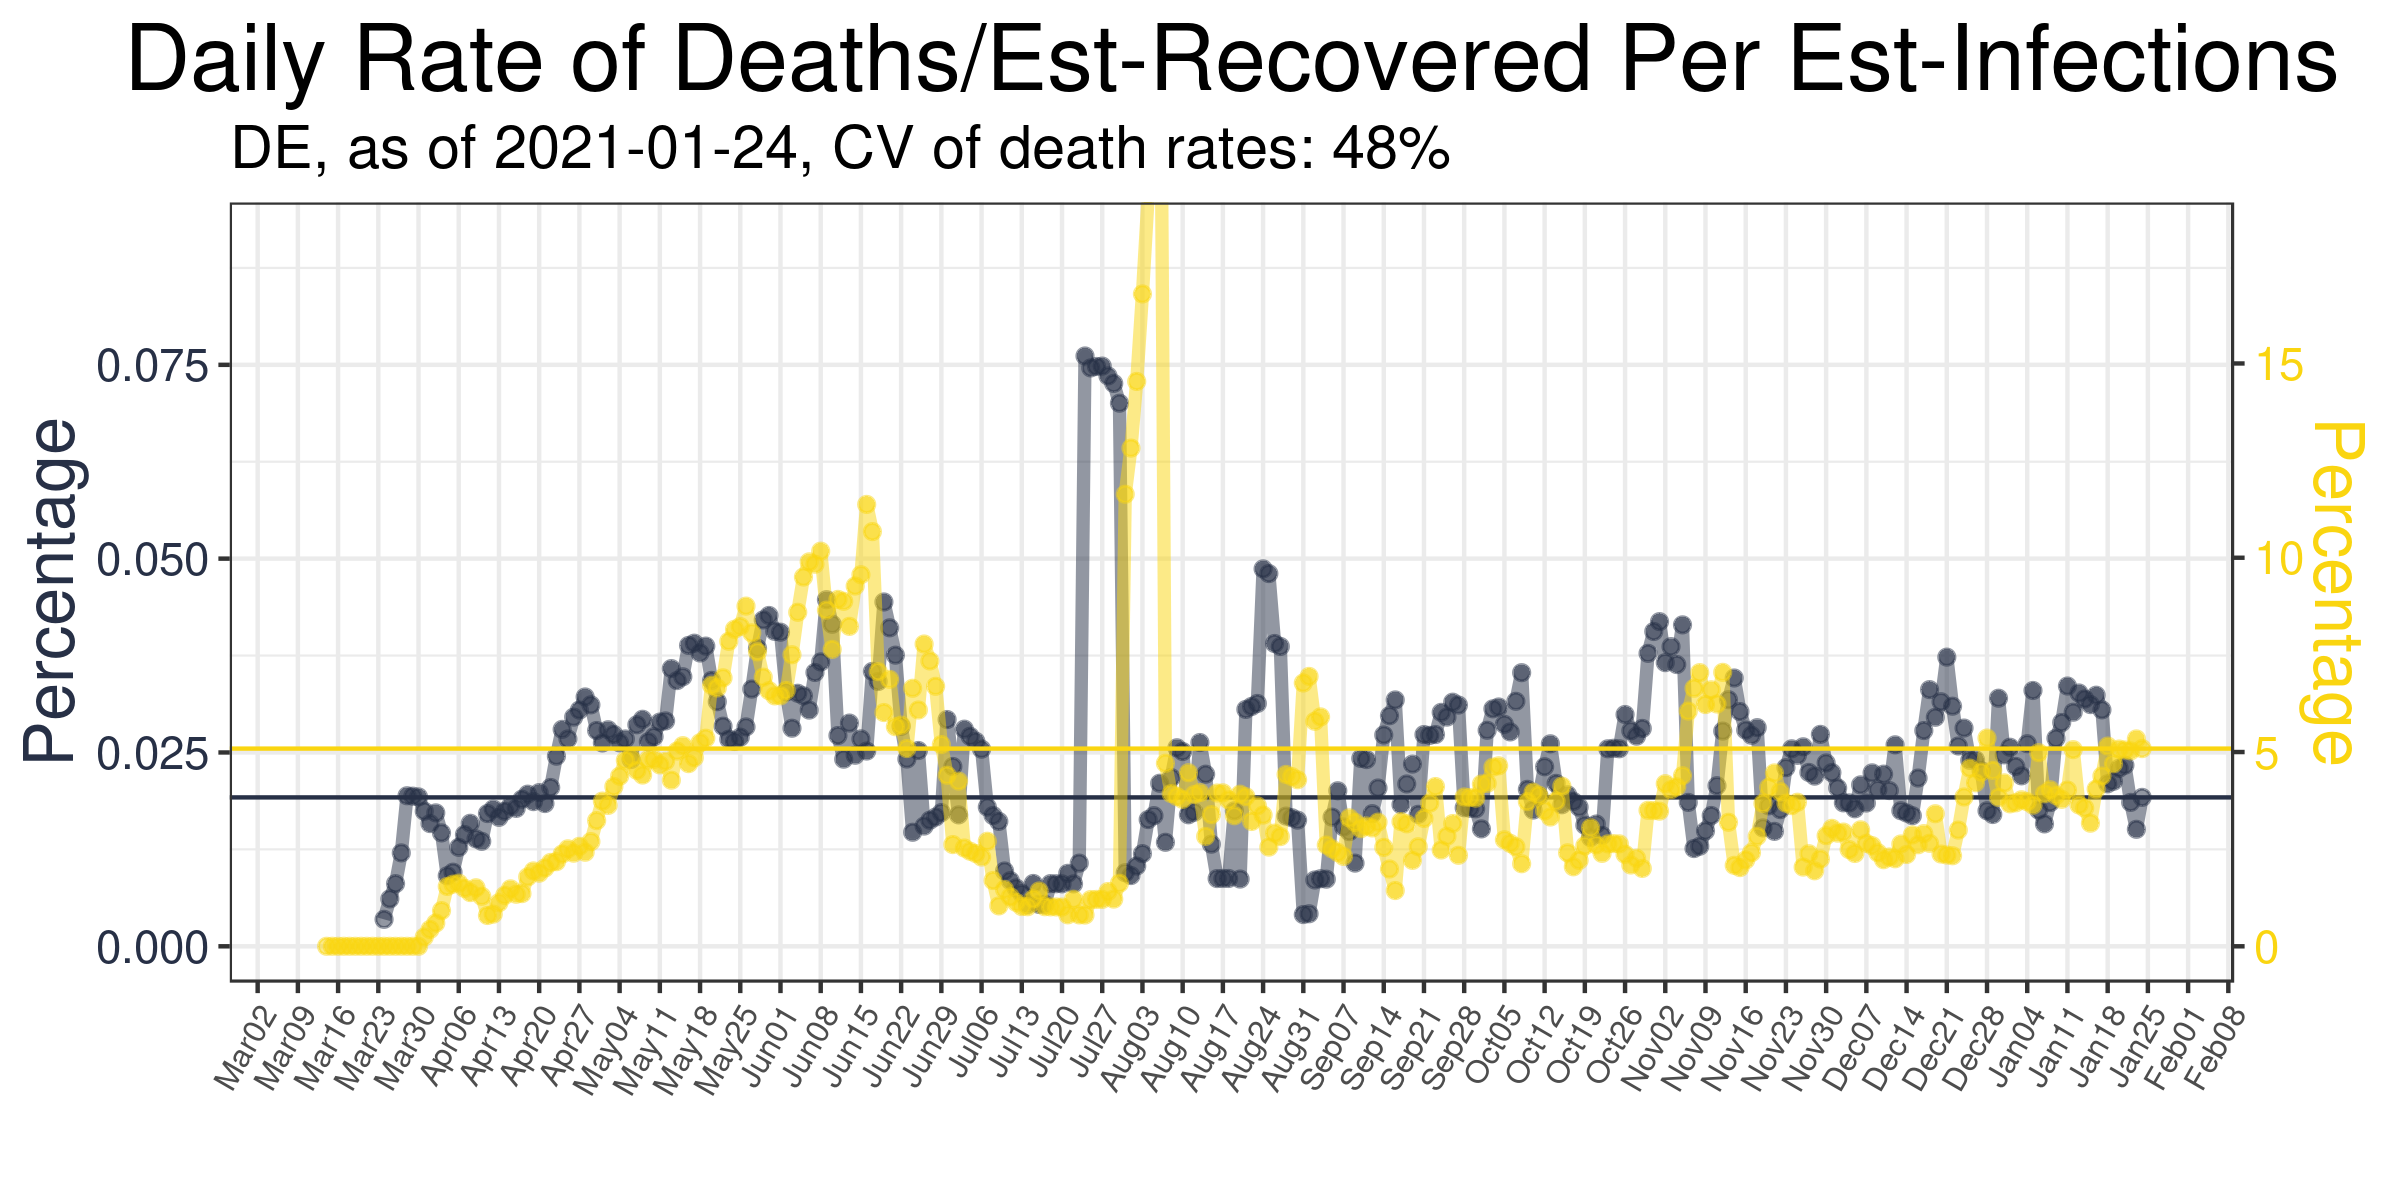 Daily Rate of Deaths/Est-Recovered Per Est-Infections
DE, as of 2021-01-24, CV of death rates: 48%
Percentage
0.075
0.050
0.025
0.000
15
10
5
0
Percentage
Mar02
Mar09
Mar16
Mar23
Mar30
Apr06
Apr13
Apr20
Apr27
May04
May11
May18
May25
Jun01
Jun08
Jun15
Jun22
Jun29
Jul06
Jul13
Jul20
Jul27
Aug03
Aug10
Aug17
Aug24
Aug31
Sep07
Sep14
Sep21
Sep28
Oct05
Oct12
Oct19
Oct26
Nov02
Nov09
Nov16
Nov23
Nov30
Dec07
Dec14
Dec21
Dec28
Jan04
Jan11
Jan18
Jan25
Feb01
Feb08